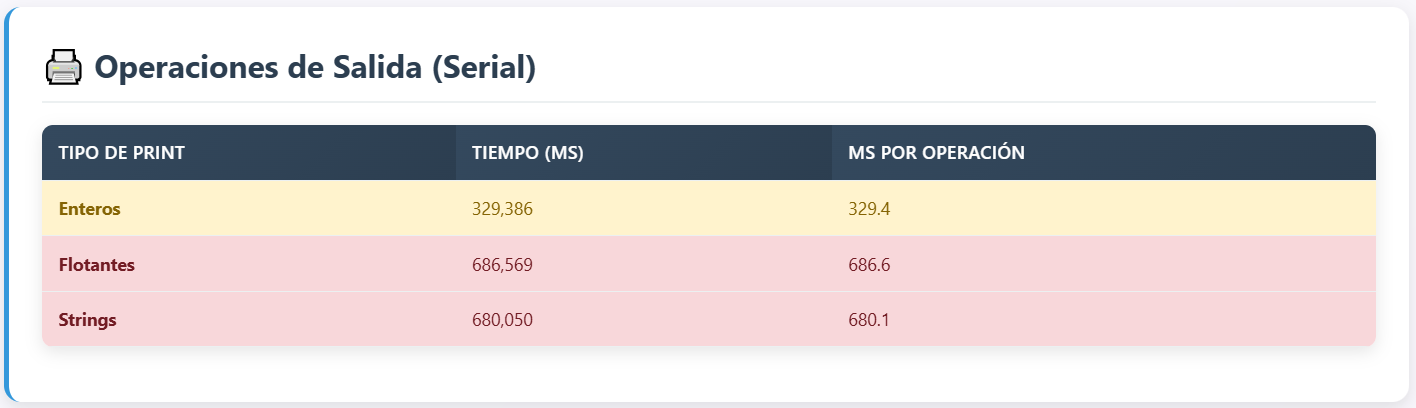 Operaciones de Salida (Serial)
TIPO DE PRINT TIEMPO (MS) MS POR OPERACIÓN
Enteros 329,386 329.4
Flotantes 686,569 686.6
Strings 680,050 680.1